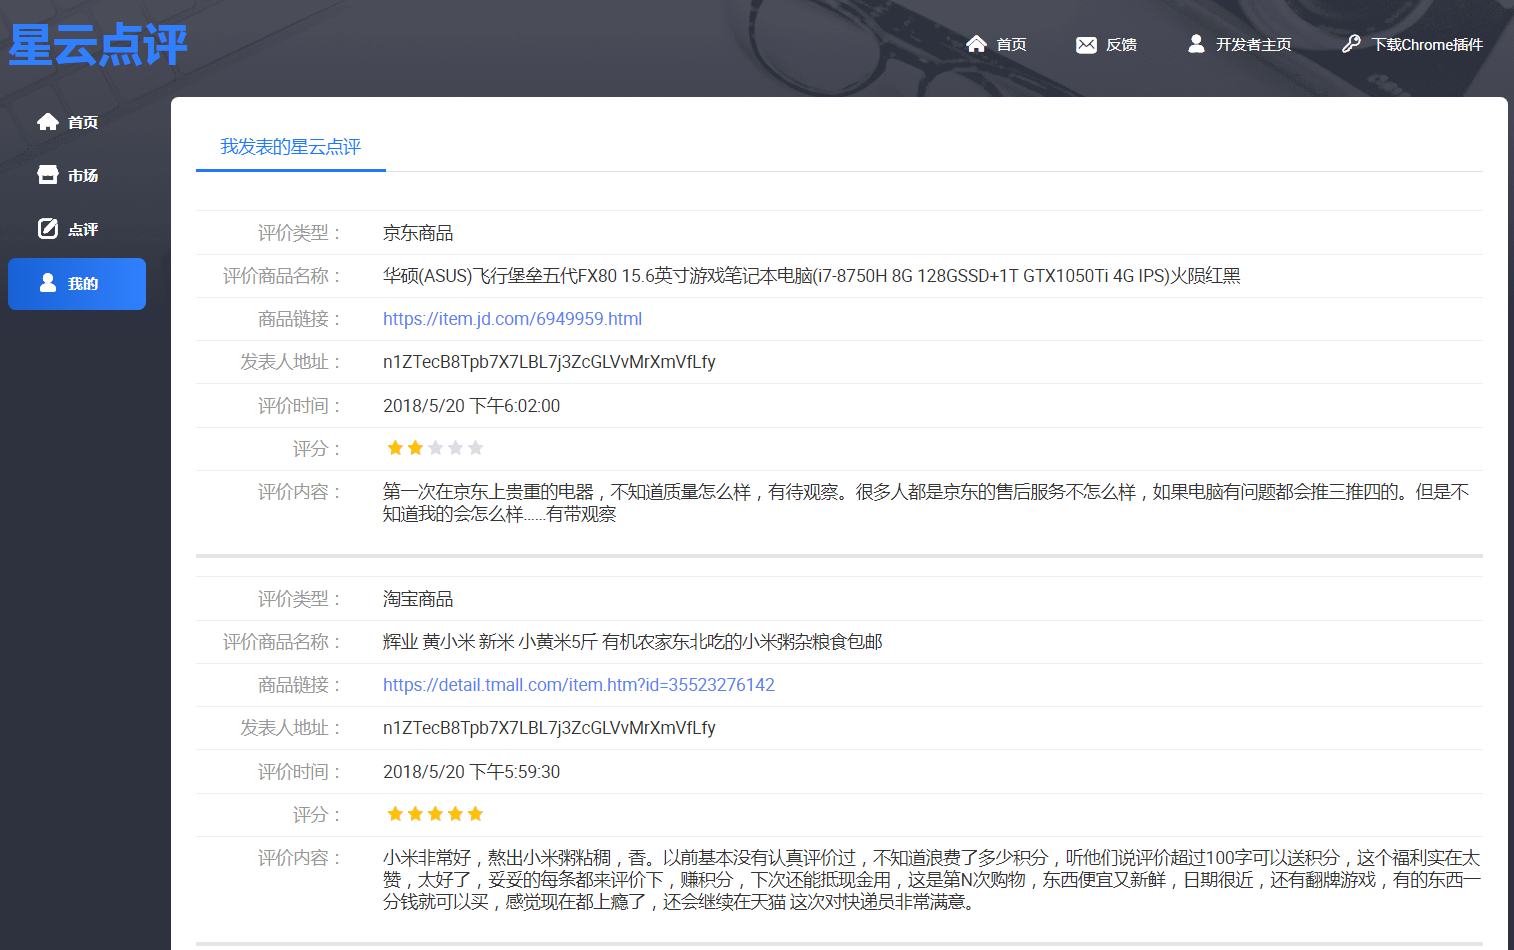 星云点评
首页 反馈 开发者主页 下载Chrome插件
首页
市场
点评
我的
我发表的星云点评
评价类型： 京东商品
评价商品名称： 华硕(ASUS)飞行堡垒五代FX80 15.6英寸游戏笔记本电脑(i7-8750H 8G 128GSSD+1T GTX1050Ti 4G IPS)火陨红黑
商品链接： https://item.jd.com/6949959.html
发表人地址： n1ZTecB8Tpb7X7LBL7j3ZcGLVvMrXmVfLfy
评价时间： 2018/5/20 下午6:02:00
评分：
评价内容： 第一次在京东上贵重的电器，不知道质量怎么样，有待观察。很多人都是京东的售后服务不怎么样，如果电脑有问题都会推三推四的。但是不
知道我的会怎么样......有带观察
评价类型： 淘宝商品
评价商品名称： 辉业 黄小米 新米 小黄米5斤 有机农家东北吃的小米粥杂粮食包邮
商品链接： https://detail.tmall.com/item.htm?id=35523276142
发表人地址： n1ZTecB8Tpb7X7LBL7j3ZcGLVvMrXmVfLfy
评价时间： 2018/5/20 下午5:59:30
评分：
评价内容： 小米非常好，熬出小米粥粘稠，香。以前基本没有认真评价过，不知道浪费了多少积分，听他们说评价超过100字可以送积分，这个福利实在太
赞，太好了，妥妥的每条都来评价下，赚积分，下次还能抵现金用，这是第N次购物，东西便宜又新鲜，日期很近，还有翻牌游戏，有的东西一
分钱就可以买，感觉现在都上瘾了，还会继续在天猫 这次对快递员非常满意。